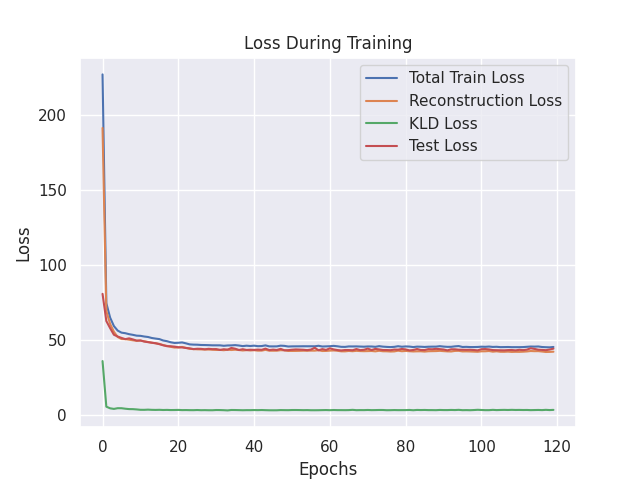 Loss During Training
Total Train Loss
Reconstruction Loss
KLD Loss
Test Loss
Loss
200
150
100
50
0
0 20 40 60 80 100 120
Epochs